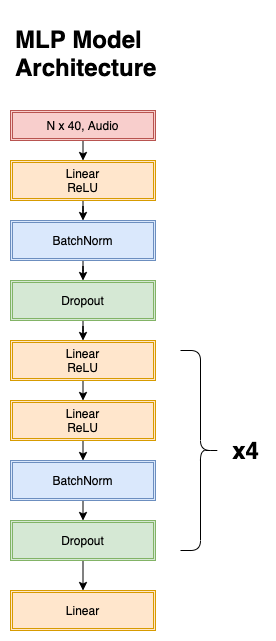 MLP Model
Architecture
N x 40, Audio
Linear
ReLU
BatchNorm
Dropout
Linear
ReLU
Linear
ReLU
BatchNorm
Dropout
x4
Linear